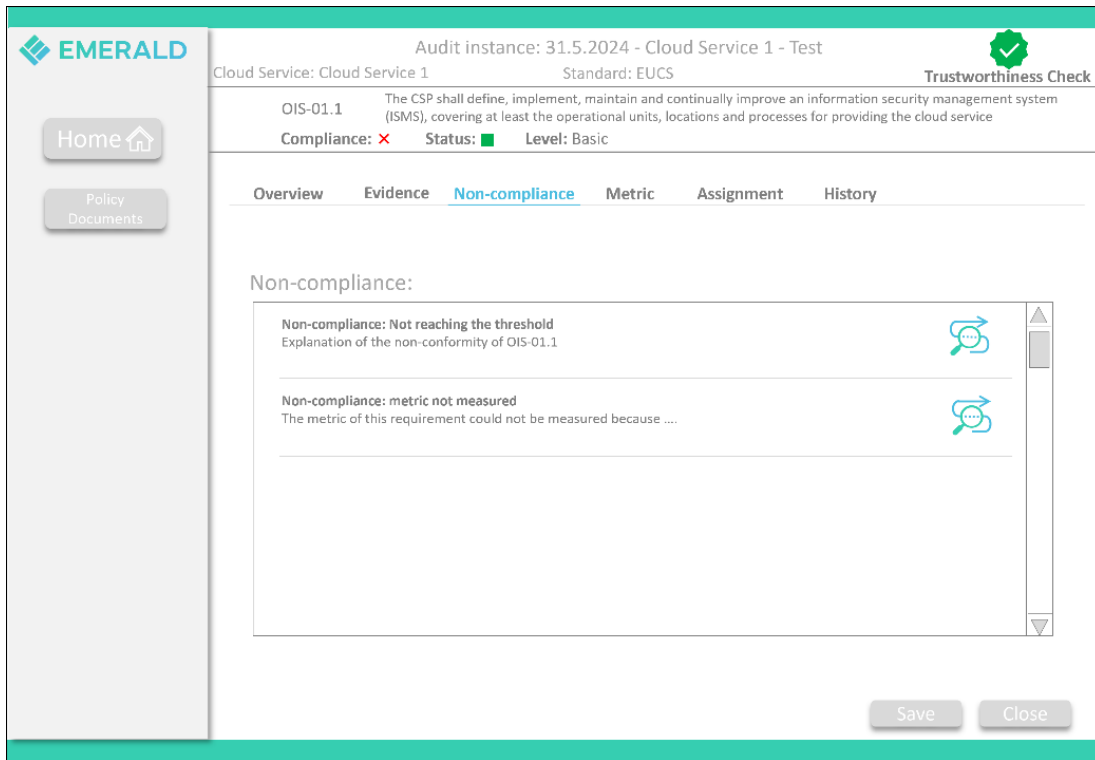 EMERALD
Audit instance: 31.5.2024 - Cloud Service 1 - Test
Cloud Service: Cloud Service 1
Standard: EUCS
Trustworthiness Check
Home
Policy
Documents
OIS-01.1
The CSP shall define, implement, maintain and continually improve an information security management system
(ISMS), covering at least the operational units, locations and processes for providing the cloud service
Compliance: ✕ Status: Level: Basic
Overview Evidence Non-compliance Metric Assignment History
Non-compliance:
Non-compliance: Not reaching the threshold
Explanation of the non-conformity of OIS-01.1
Non-compliance: metric not measured
The metric of this requirement could not be measured because ....
Save Close